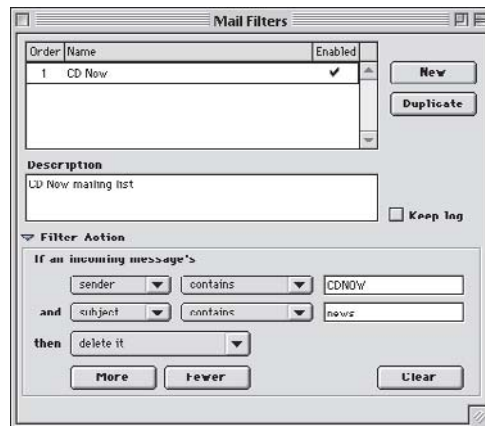 Mail Filters
Order Name Enabled
1 CD Now ✔
New
Duplicate
Description
CD Now mailing list
Keep log
Filter Action
If an incoming message's
sender contains CDNOW
and subject contains news
then delete it
More Fewer Clear